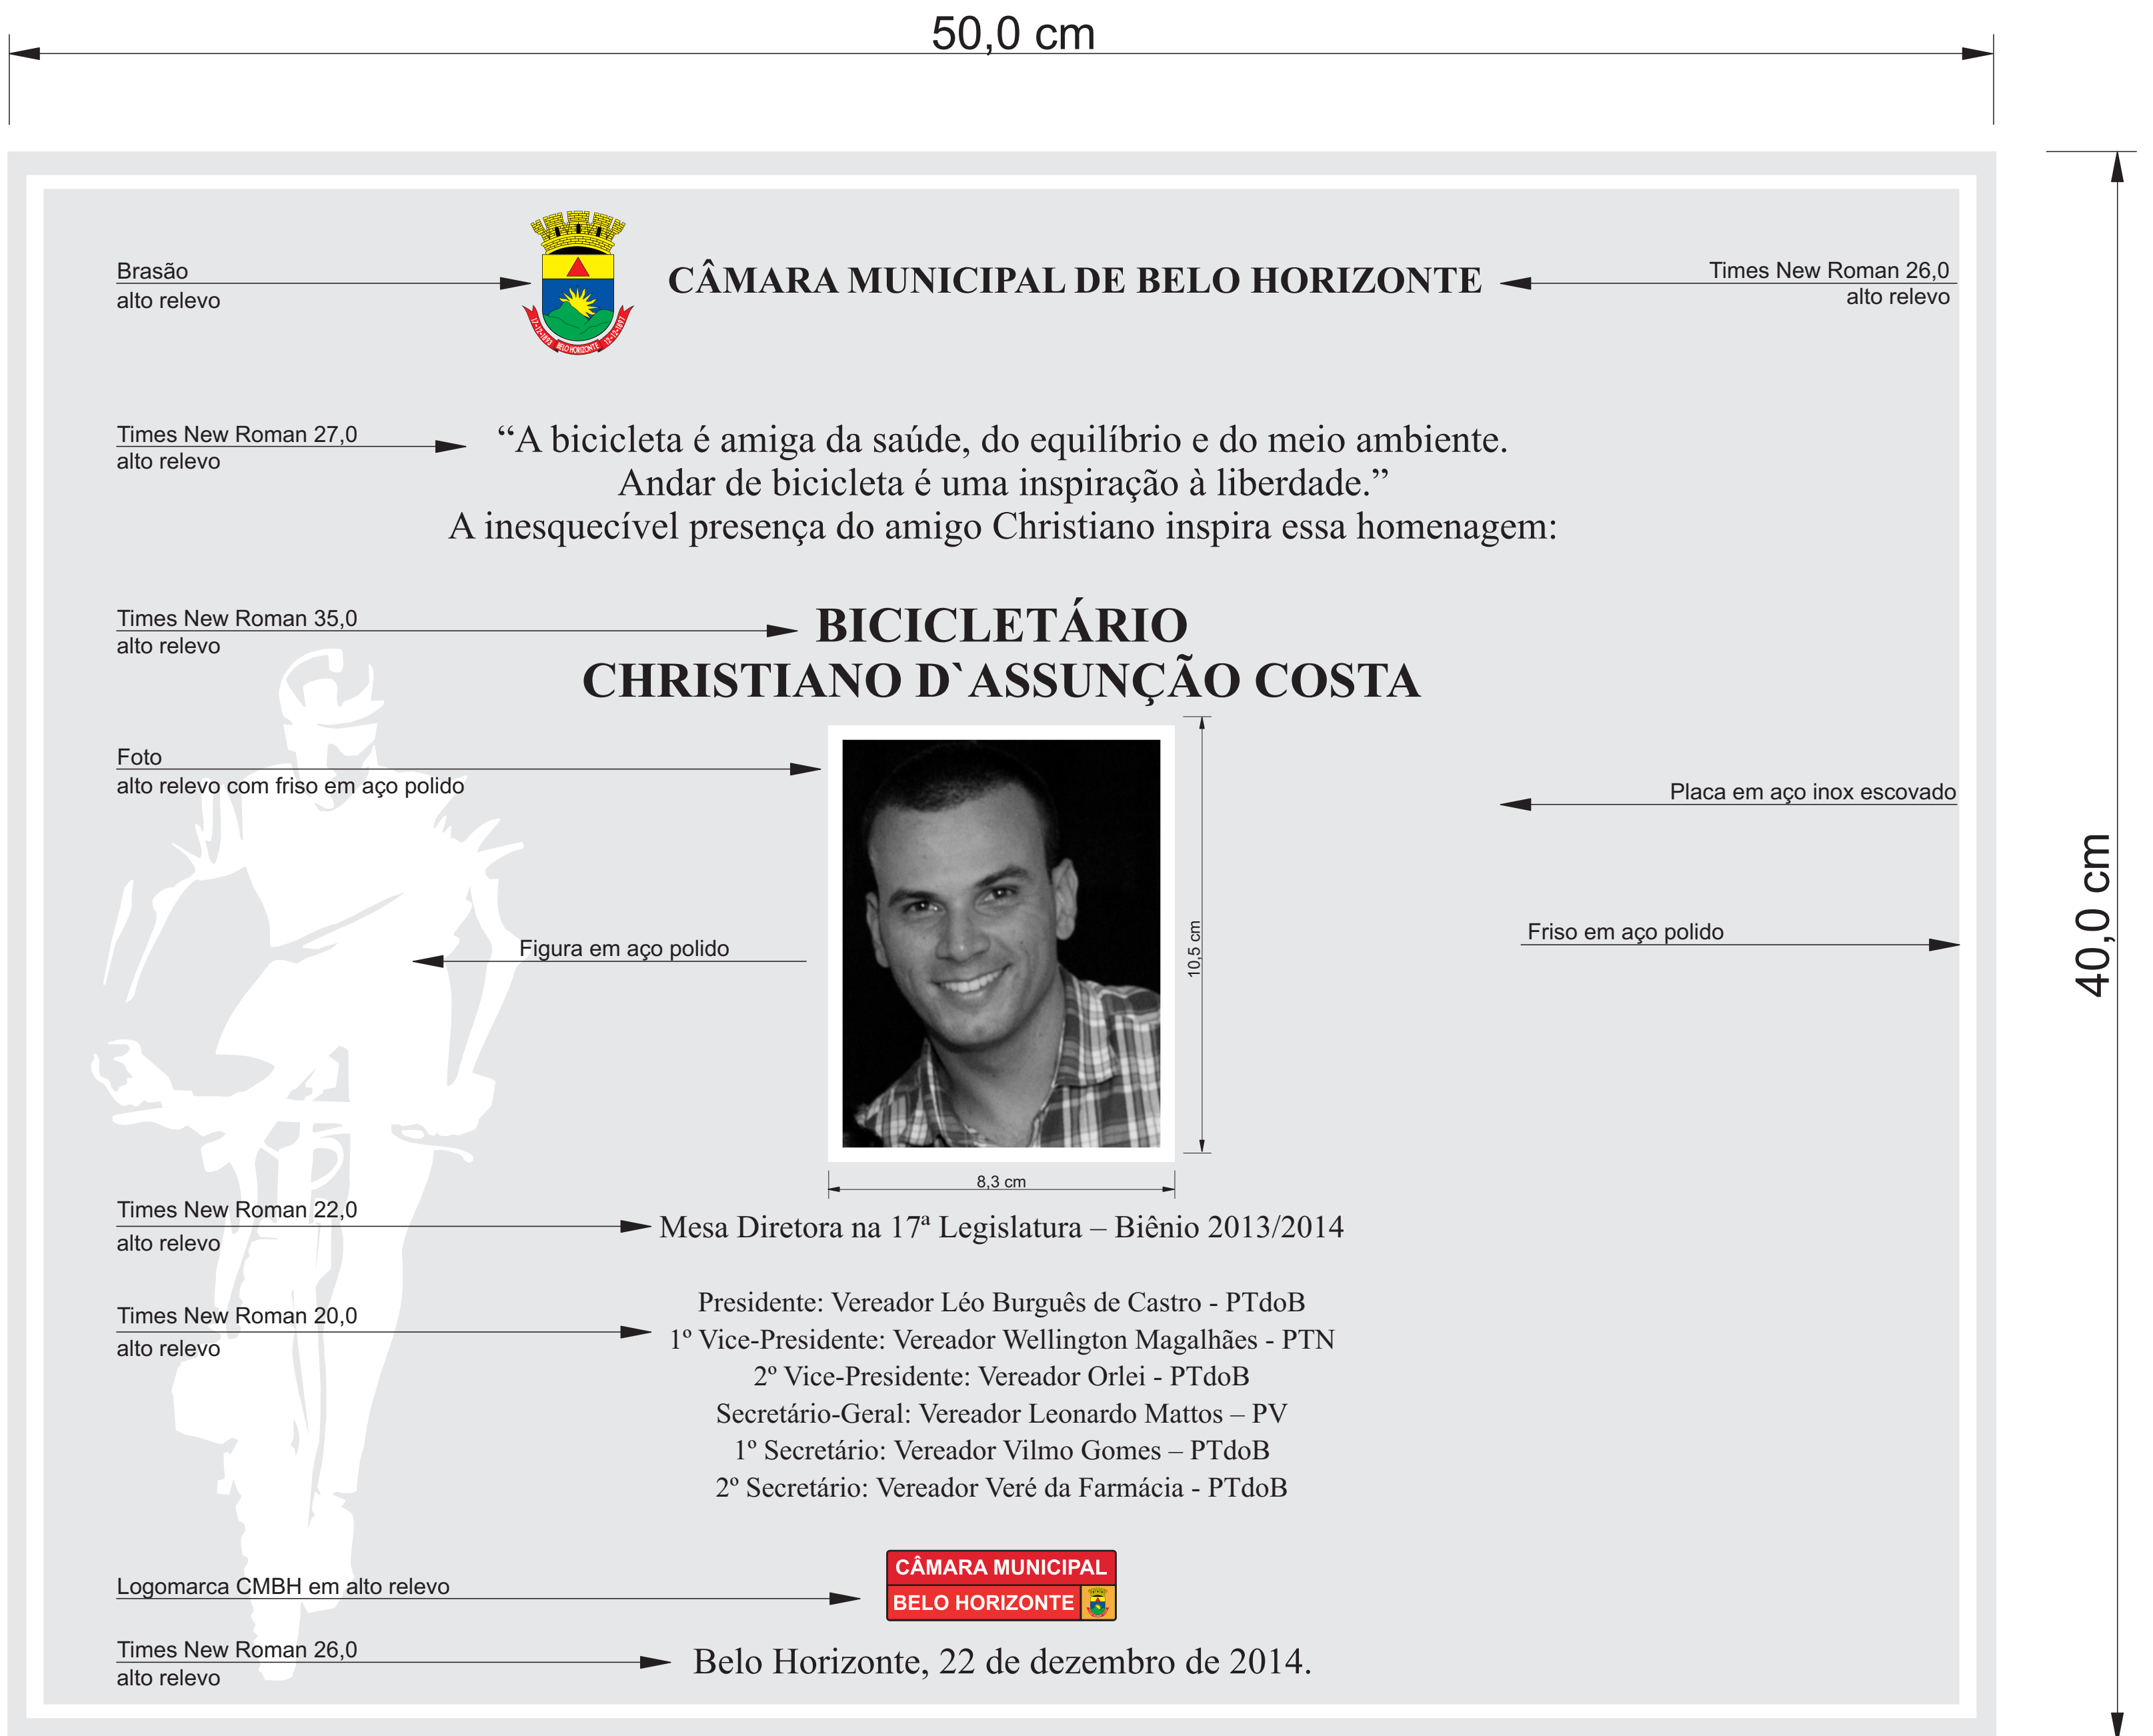 50,0 cm
Brasão
alto relevo
17-12-1893 BELO HORIZONTE 12-12-1897
CÂMARA MUNICIPAL DE BELO HORIZONTE
Times New Roman 26,0
alto relevo
Times New Roman 27,0
alto relevo
“A bicicleta é amiga da saúde, do equilíbrio e do meio ambiente.
Andar de bicicleta é uma inspiração à liberdade.”
A inesquecível presença do amigo Christiano inspira essa homenagem:
Times New Roman 35,0
alto relevo
BICICLETÁRIO
CHRISTIANO D`ASSUNÇÃO COSTA
Foto
alto relevo com friso em aço polido
Placa em aço inox escovado
40,0 cm
Figura em aço polido
10,5 cm
Friso em aço polido
8,3 cm
Times New Roman 22,0
alto relevo
Mesa Diretora na 17ª Legislatura – Biênio 2013/2014
Times New Roman 20,0
alto relevo
Presidente: Vereador Léo Burguês de Castro - PTdoB
1º Vice-Presidente: Vereador Wellington Magalhães - PTN
2º Vice-Presidente: Vereador Orlei - PTdoB
Secretário-Geral: Vereador Leonardo Mattos – PV
1º Secretário: Vereador Vilmo Gomes – PTdoB
2º Secretário: Vereador Veré da Farmácia - PTdoB
Logomarca CMBH em alto relevo
CÂMARA MUNICIPAL
BELO HORIZONTE
Times New Roman 26,0
alto relevo
Belo Horizonte, 22 de dezembro de 2014.